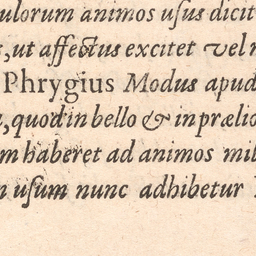 ulorum animos uſus dicit
s, ut affectus excitet vel r
Phrygius Modus apud
, quod in bello & in prælio
m haberet ad animos mil
n uſum nunc adhibetur